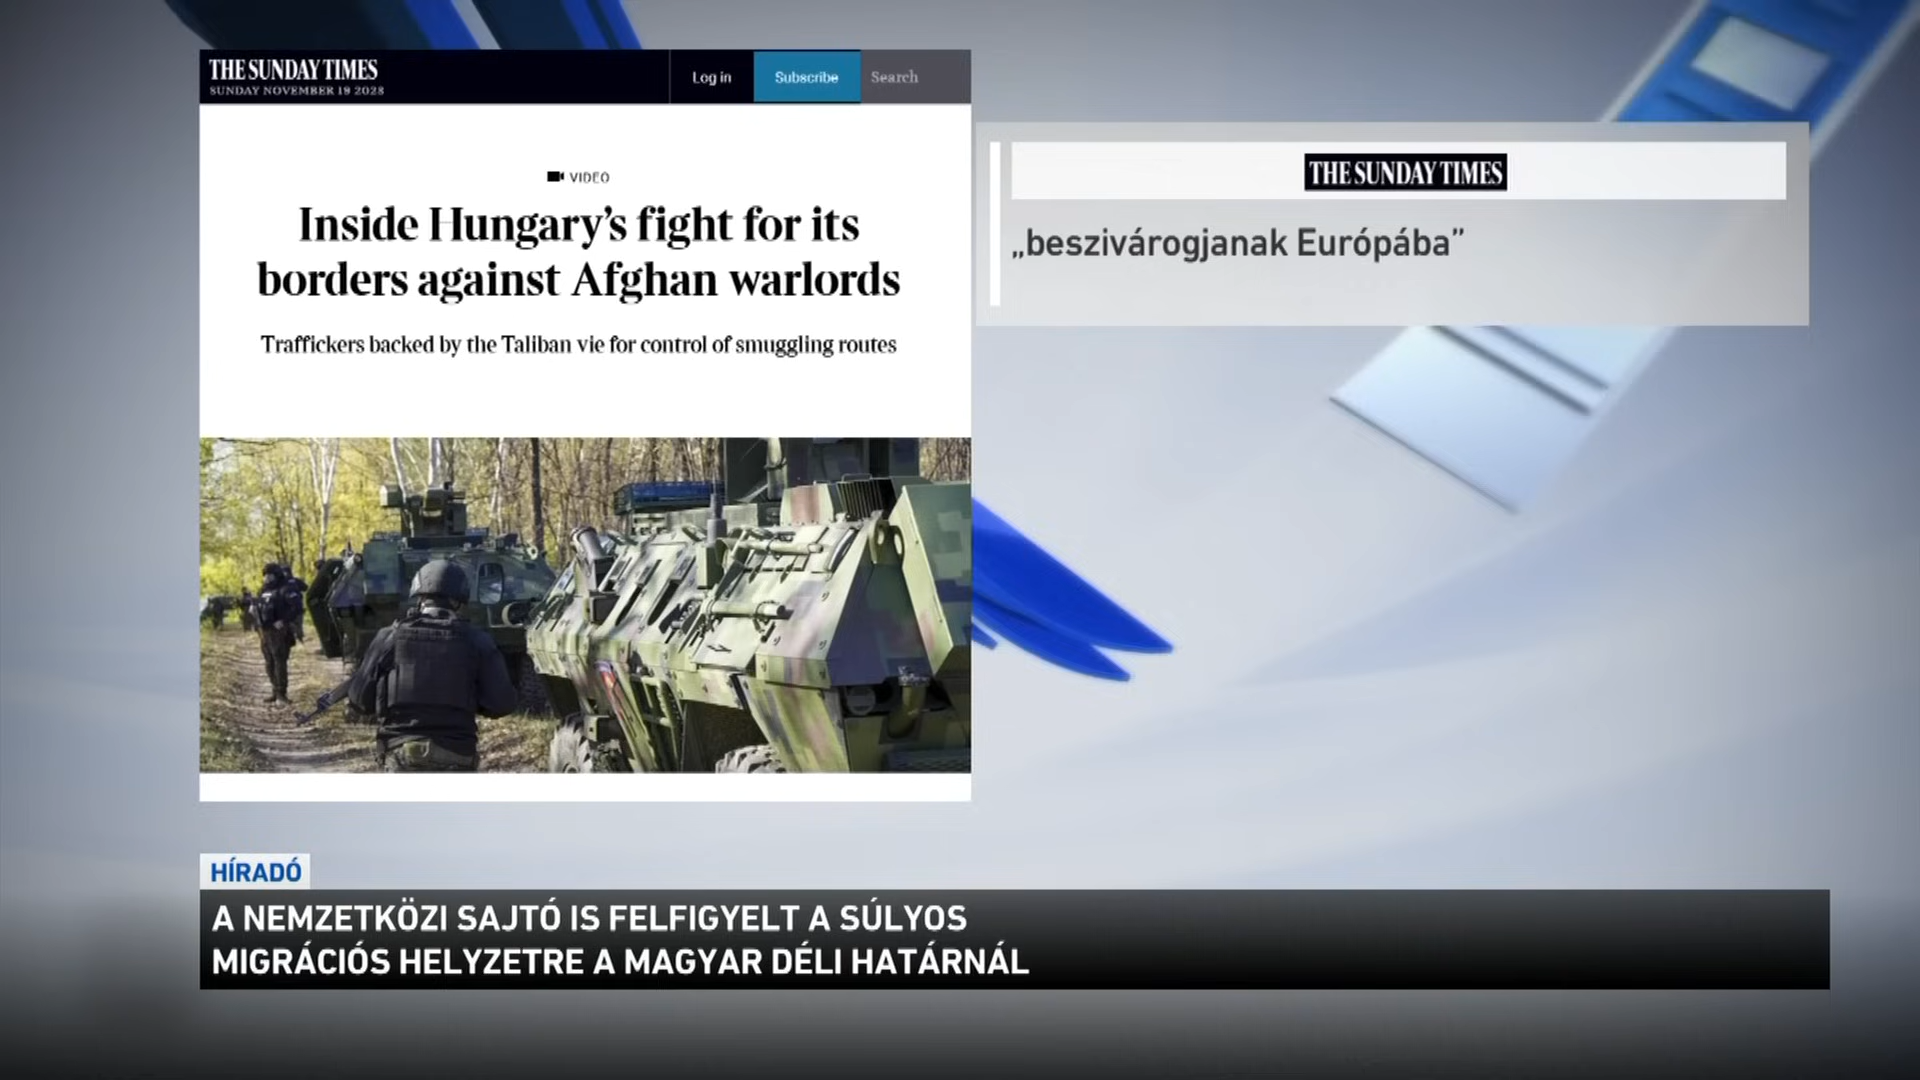 THE SUNDAY TIMES
SUNDAY NOVEMBER 19 2023
Log in
Subscribe
Search
VIDEO
Inside Hungary's fight for its
borders against Afghan warlords
Traffickers backed by the Taliban vie for control of smuggling routes
THE SUNDAY TIMES
„beszivárogjanak Európába”
HÍRADÓ
A NEMZETKÖZI SAJTÓ IS FELFIGYELT A SÚLYOS
MIGRÁCIÓS HELYZETRE A MAGYAR DÉLI HATÁRNÁL